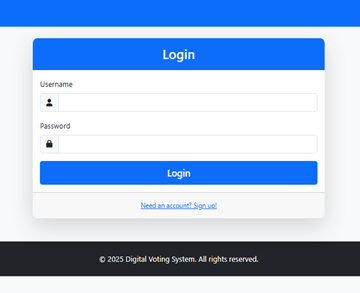 Login
Username
Password
Login
Need an account? Sign up!
© 2025 Digital Voting System. All rights reserved.